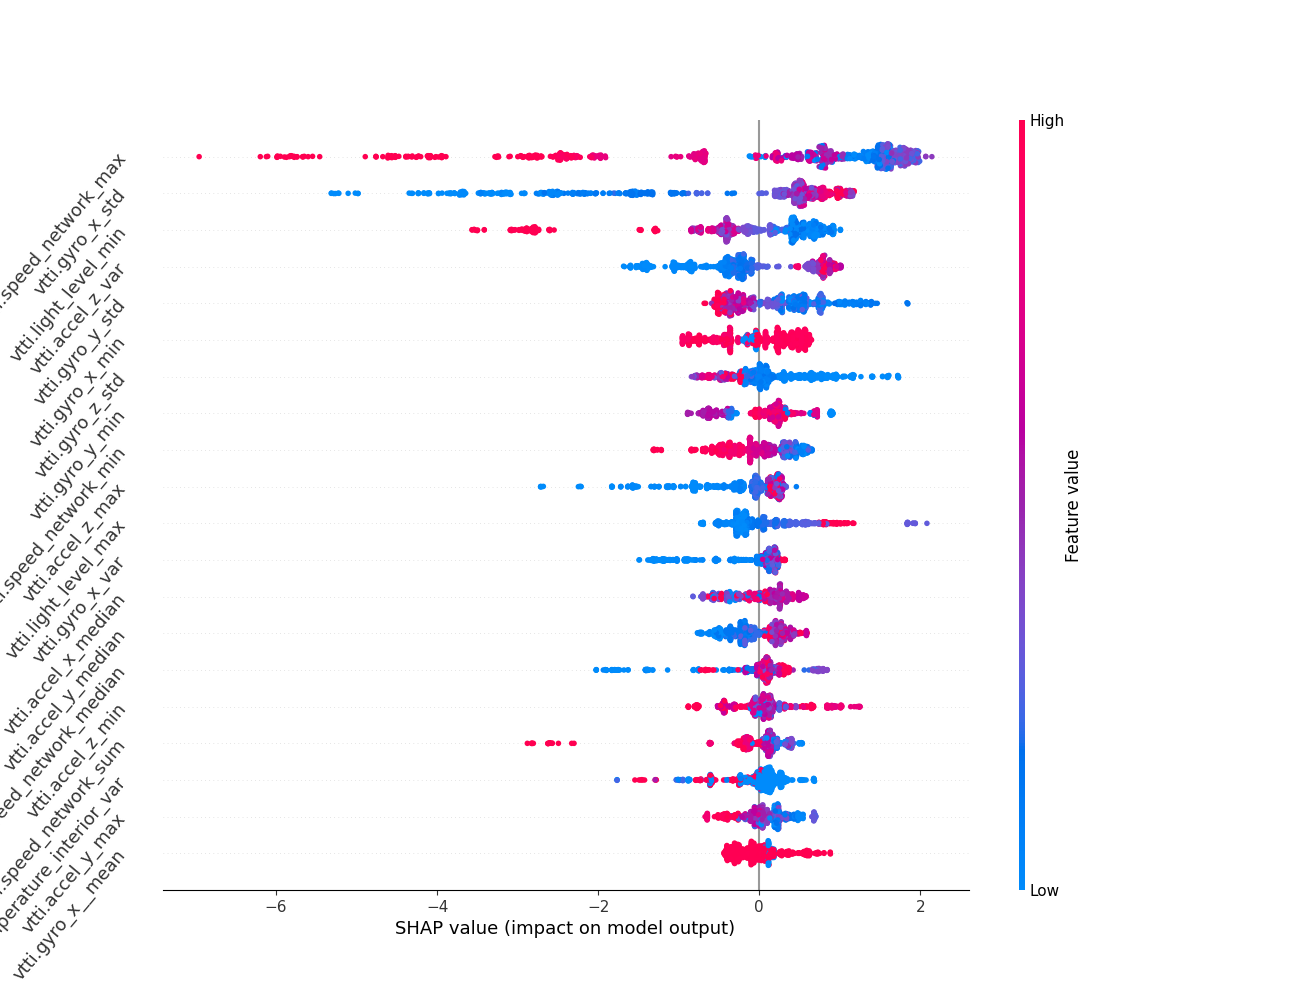 .speed_network_max
vtti.gyro_x_std
vtti.light_level_min
vtti.accel_z_var
vtti.gyro_y_std
vtti.gyro_x_min
vtti.gyro_z_std
vtti.gyro_y_min
i.speed_network_min
vtti.accel_z_max
vtti.light_level_max
vtti.gyro_x_var
vtti.accel_x_median
vtti.accel_y_median
eed_network_median
vtti.accel_z_min
.speed_network_sum
perature_interior_var
vtti.accel_y_max
vtti.gyro_x__mean
−6 −4 −2 0 2
SHAP value (impact on model output)
High
Feature value
Low